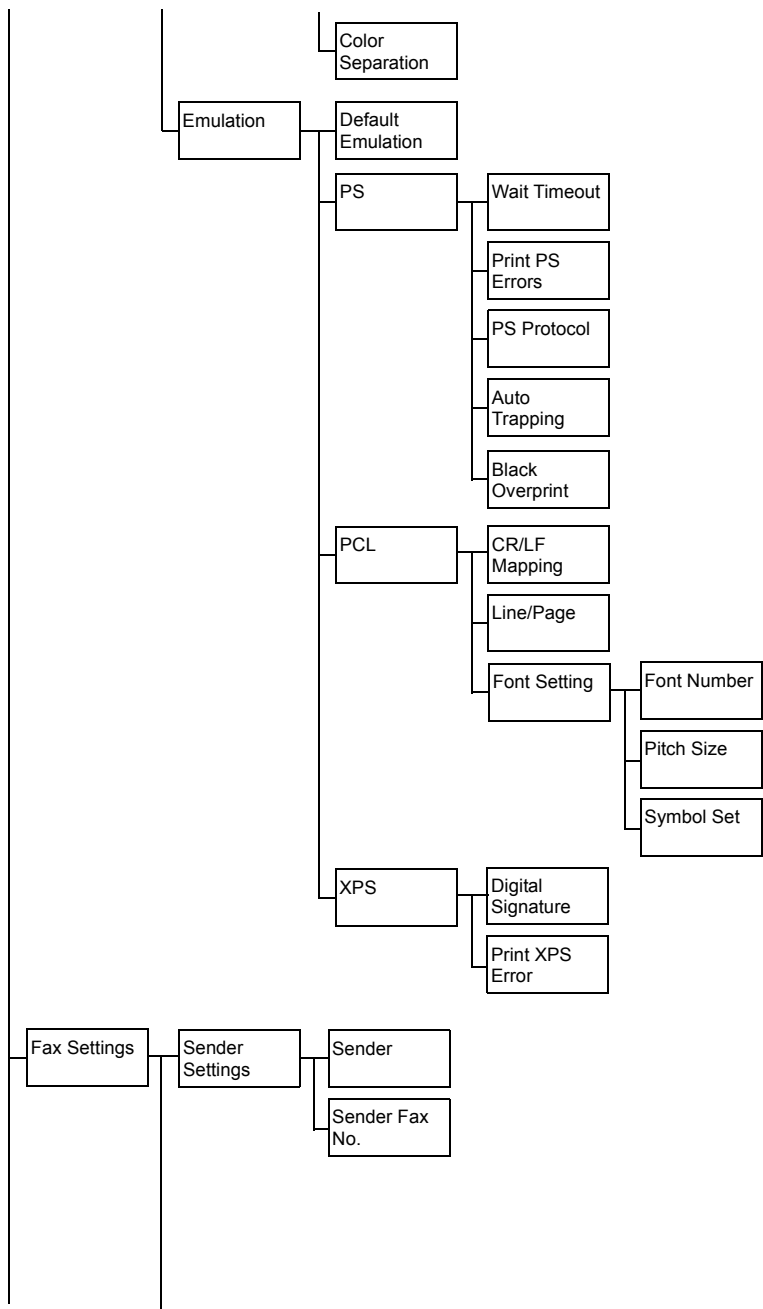 Color
Separation
Emulation
Default
Emulation
PS
Wait Timeout
Print PS
Errors
PS Protocol
Auto
Trapping
Black
Overprint
PCL
CR/LF
Mapping
Line/Page
Font Setting
Font Number
Pitch Size
Symbol Set
XPS
Digital
Signature
Print XPS
Error
Fax Settings
Sender
Settings
Sender
Sender Fax
No.